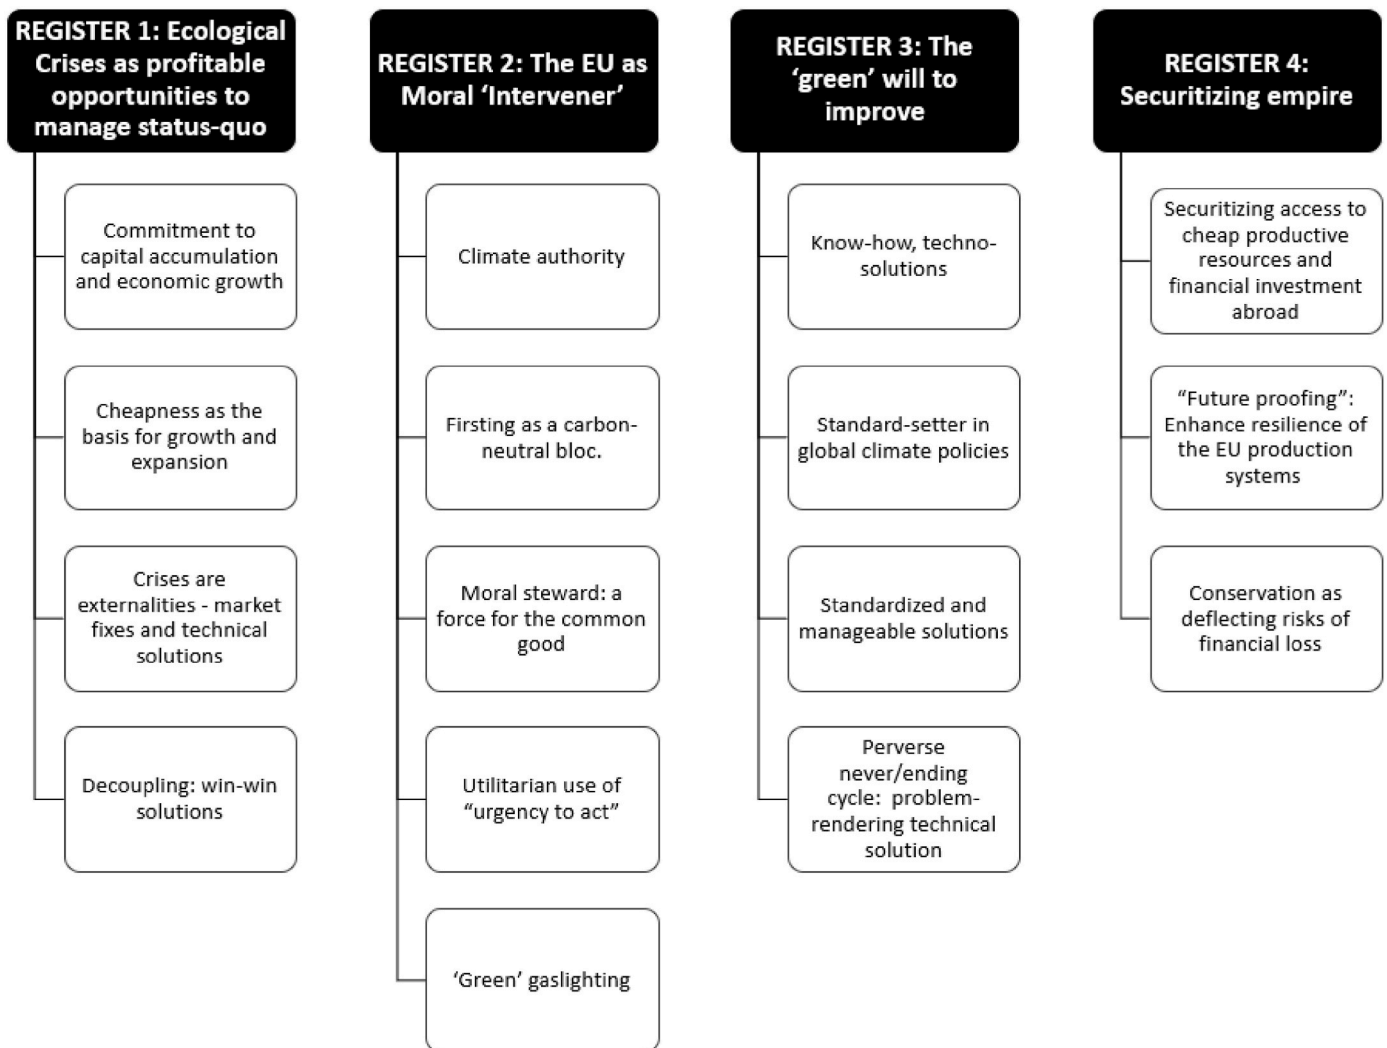 REGISTER 1: Ecological
Crises as profitable
opportunities to
manage status-quo
Commitment to
capital accumulation
and economic growth
Cheapness as the
basis for growth and
expansion
Crises are
externalities - market
fixes and technical
solutions
Decoupling: win-win
solutions
REGISTER 2: The EU as
Moral ‘Intervener’
Climate authority
Firsting as a carbon-
neutral bloc.
Moral steward: a
force for the common
good
Utilitarian use of
“urgency to act”
‘Green’ gaslighting
REGISTER 3: The
‘green’ will to
improve
Know-how, techno-
solutions
Standard-setter in
global climate policies
Standardized and
manageable solutions
Perverse
never/ending
cycle: problem-
rendering technical
solution
REGISTER 4:
Securitizing empire
Securitizing access to
cheap productive
resources and
financial investment
abroad
“Future proofing”:
Enhance resilience of
the EU production
systems
Conservation as
deflecting risks of
financial loss